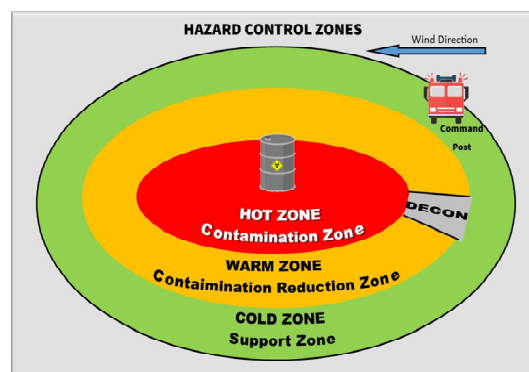 HAZARD CONTROL ZONES
Wind Direction
Command
Post
HOT ZONE
Contamination Zone
DECON
WARM ZONE
Contaimination Reduction Zone
COLD ZONE
Support Zone